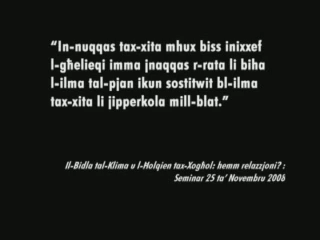 “In-nuqqas tax-xita mhux biss inixxef
l-għelieqi imma jnaqqas r-rata li biha
l-ilma tal-pjan ikun sostitwit bl-ilma
tax-xita li jipperkola mill-blat.”
Il-Bidla tal-Klima u l-Ħolqien tax-Xogħol: hemm relazzjoni? :
Seminar 25 ta’ Novembru 2008